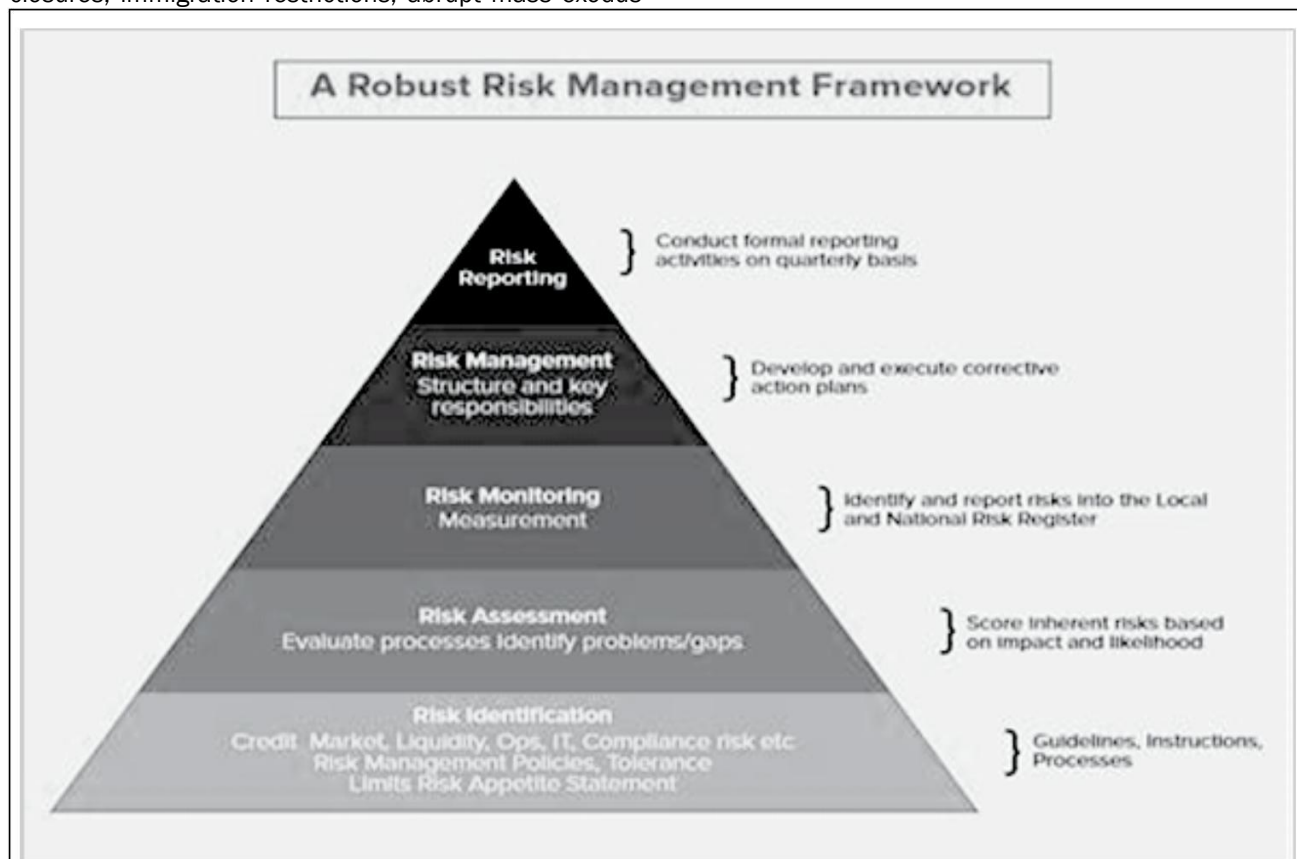 closures, immigration restrictions, abrupt mass exodus
A Robust Risk Management Framework
Risk
Reporting
} Conduct formal reporting
activities on quarterly basis
Risk Management
Structure and key
responsibilities
} Develop and execute corrective
action plans
Risk Monitoring
Measurement
} Identify and report risks into the Local
and National Risk Register
Risk Assessment
Evaluate processes Identify problems/gaps
} Score inherent risks based
on impact and likelihood
Risk Identification
Credit Market, Liquidity, Ops, IT, Compliance risk etc
Risk Management Policies, Tolerance
Limits Risk Appetite Statement
} Guidelines, Instructions,
Processes